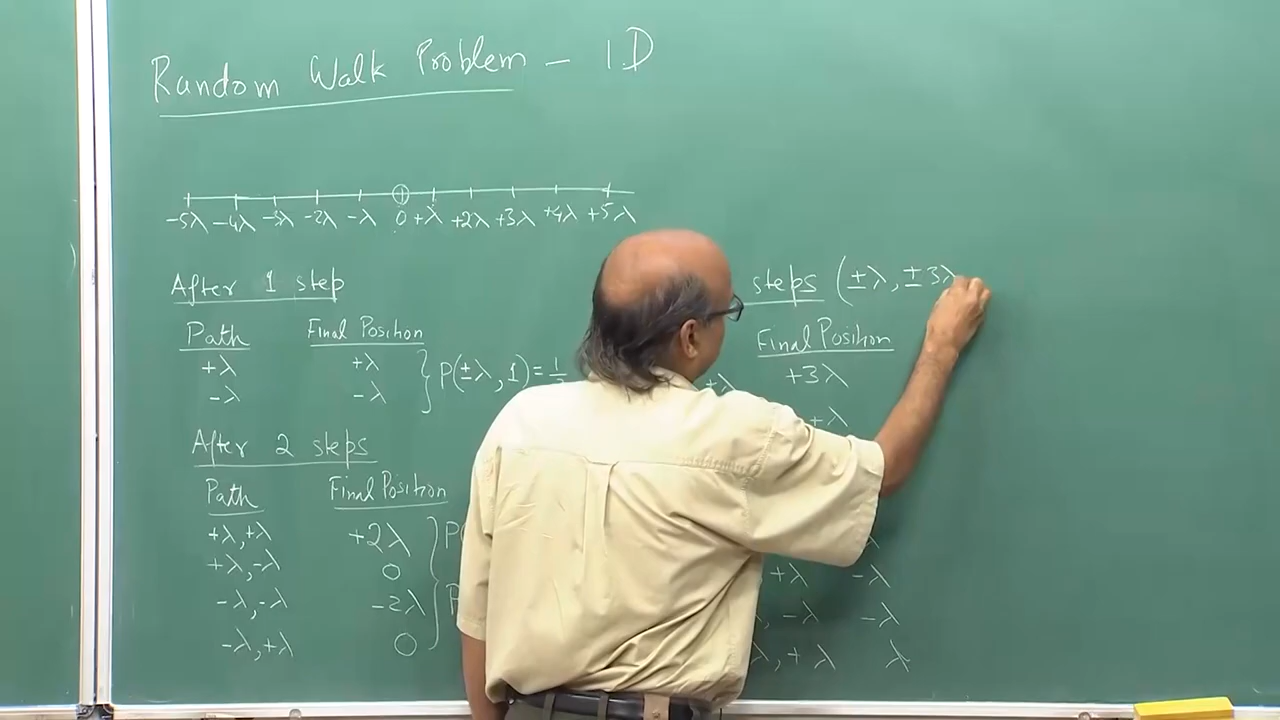 Random Walk Problem – 1D
-5λ -4λ -3λ -2λ -λ 0 +λ +2λ +3λ +4λ +5λ
After 1 step
Path Final Position
+λ +λ
-λ -λ
} P(±λ, 1) = 1
After 2 steps
Path Final Position
+λ,+λ +2λ
+λ,-λ 0
-λ,-λ -2λ
-λ,+λ 0
} P(
P
steps (±λ, ±3λ
Final Position
+λ +3λ
+λ
λ
+λ -λ
, -λ -λ
λ, +λ λ